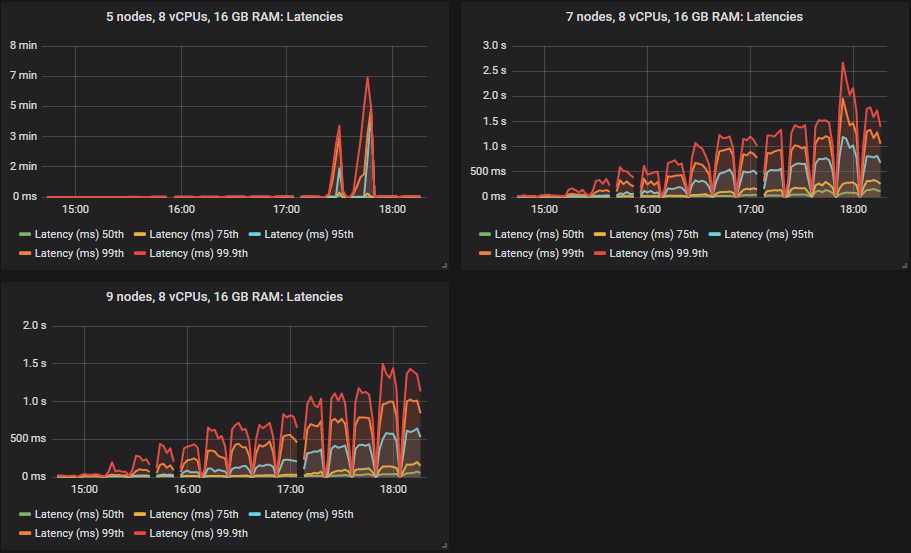 5 nodes, 8 vCPUs, 16 GB RAM: Latencies
8 min
7 min
5 min
3 min
2 min
0 ms
15:00 16:00 17:00 18:00
Latency (ms) 50th Latency (ms) 75th Latency (ms) 95th
Latency (ms) 99th Latency (ms) 99.9th
7 nodes, 8 vCPUs, 16 GB RAM: Latencies
3.0 s
2.5 s
2.0 s
1.5 s
1.0 s
500 ms
0 ms
15:00 16:00 17:00 18:00
Latency (ms) 50th Latency (ms) 75th Latency (ms) 95th
Latency (ms) 99th Latency (ms) 99.9th
9 nodes, 8 vCPUs, 16 GB RAM: Latencies
2.0 s
1.5 s
1.0 s
500 ms
0 ms
15:00 16:00 17:00 18:00
Latency (ms) 50th Latency (ms) 75th Latency (ms) 95th
Latency (ms) 99th Latency (ms) 99.9th